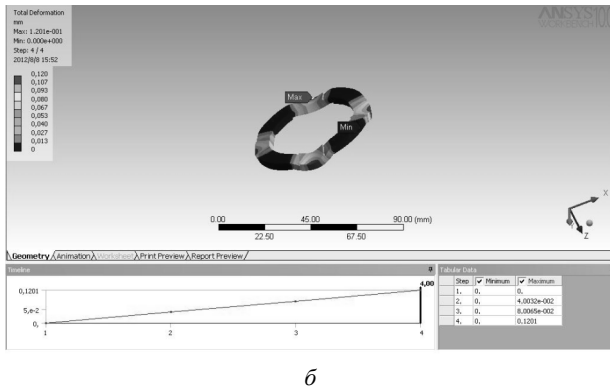 Total Deformation
mm
Max: 1.201e-001
Min: 0.000e+000
Step: 4 / 4
2012/8/8 15:52
0,120
0,107
0,093
0,080
0,067
0,053
0,040
0,027
0,013
0
ANSYS
WORKBENCH
Max
Min
0.00 45.00 90.00 (mm)
22.50 67.50
X
Z
Geometry Animation Worksheet Print Preview Report Preview
Timeline
4,00
0,1201
5,e-2
0,
1 2 3 4
Tabular Data
Step Minimum Maximum
1. 0, 0.
2. 0, 4.0032e-002
3. 0, 8.0065e-002
4. 0, 0.1201
б